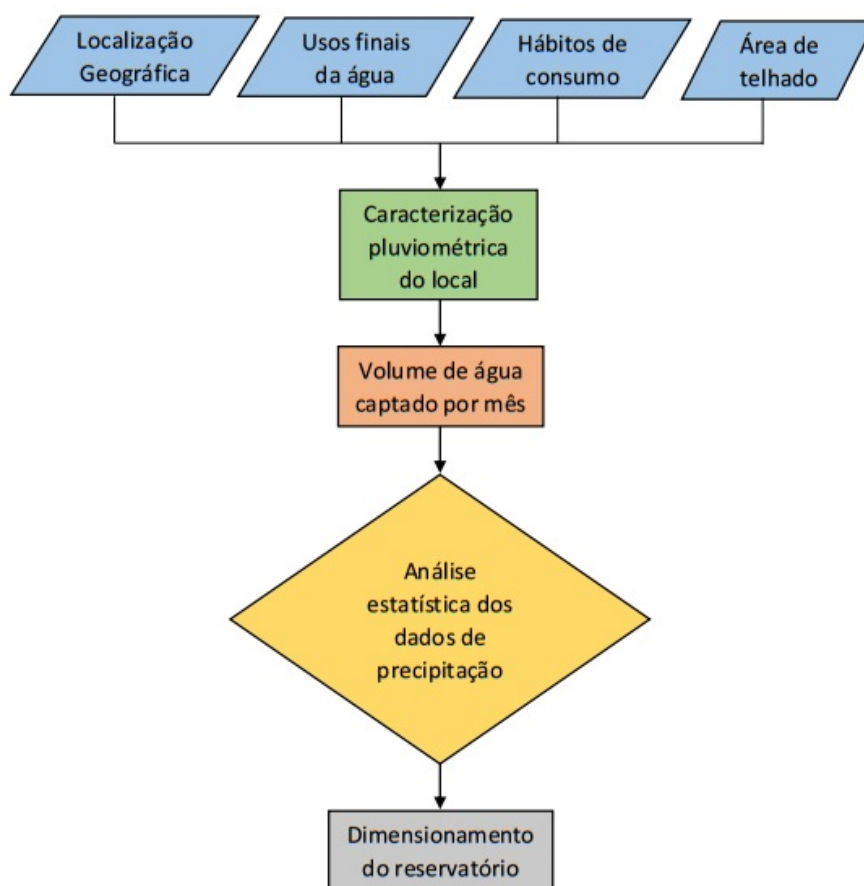 Localização
Geográfica
Usos finais
da água
Hábitos de
consumo
Área de
telhado
Caracterização
pluviométrica
do local
Volume de água
captado por mês
Análise
estatística dos
dados de
precipitação
Dimensionamento
do reservatório